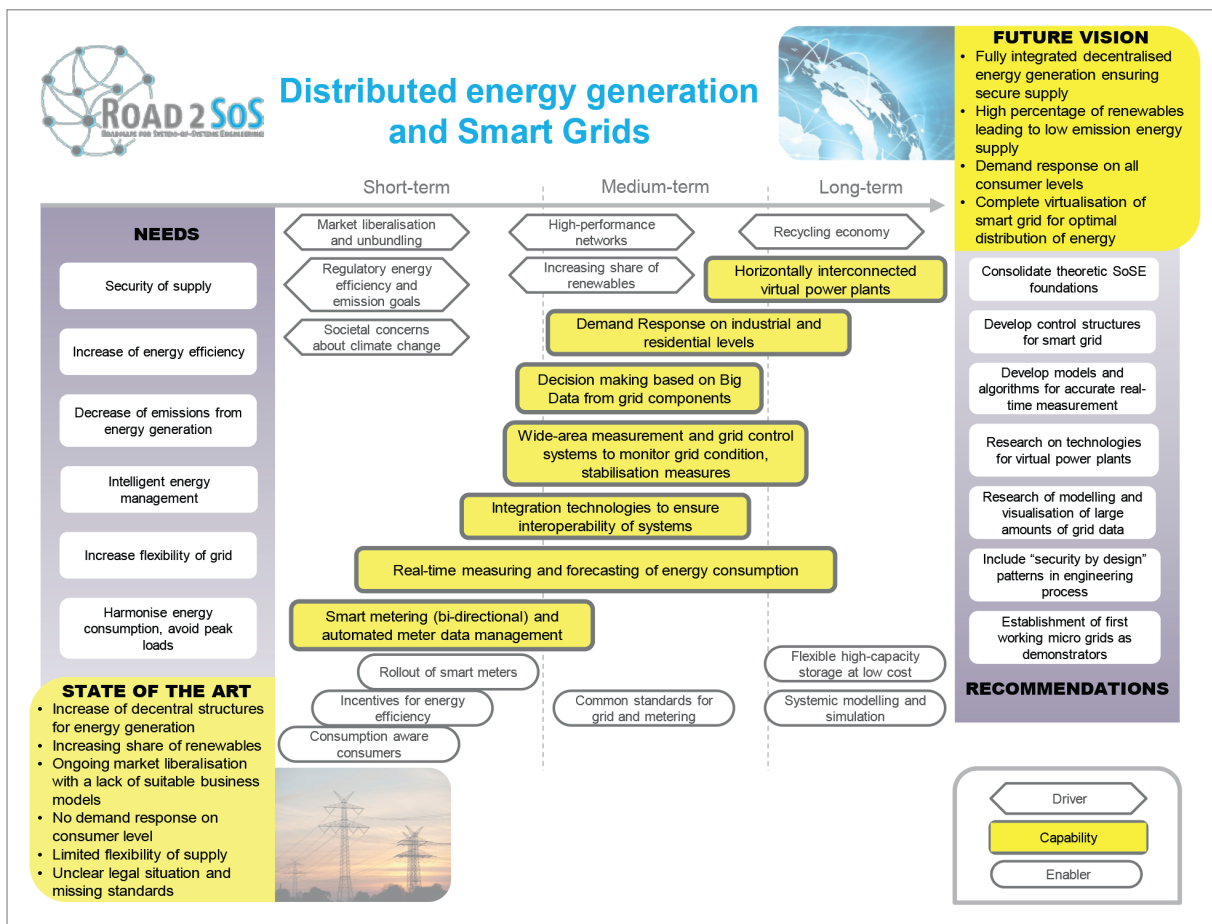 ROAD2SOS
ROADMAPS FOR SYSTEMS-OF-SYSTEMS ENGINEERING
Distributed energy generation
and Smart Grids
FUTURE VISION
• Fully integrated decentralised
energy generation ensuring
secure supply
• High percentage of renewables
leading to low emission energy
supply
• Demand response on all
consumer levels
• Complete virtualisation of
smart grid for optimal
distribution of energy
Short-term
Medium-term
Long-term
NEEDS
Security of supply
Increase of energy efficiency
Decrease of emissions from
energy generation
Intelligent energy
management
Increase flexibility of grid
Harmonise energy
consumption, avoid peak
loads
Market liberalisation
and unbundling
High-performance
networks
Recycling economy
Regulatory energy
efficiency and
emission goals
Increasing share of
renewables
Horizontally interconnected
virtual power plants
Societal concerns
about climate change
Demand Response on industrial and
residential levels
Decision making based on Big
Data from grid components
Wide-area measurement and grid control
systems to monitor grid condition,
stabilisation measures
Integration technologies to ensure
interoperability of systems
Real-time measuring and forecasting of energy consumption
Smart metering (bi-directional) and
automated meter data management
Rollout of smart meters
Flexible high-capacity
storage at low cost
Incentives for energy
efficiency
Common standards for
grid and metering
Systemic modelling and
simulation
Consumption aware
consumers
Consolidate theoretic SoSE
foundations
Develop control structures
for smart grid
Develop models and
algorithms for accurate real-
time measurement
Research on technologies
for virtual power plants
Research of modelling and
visualisation of large
amounts of grid data
Include “security by design”
patterns in engineering
process
Establishment of first
working micro grids as
demonstrators
RECOMMENDATIONS
STATE OF THE ART
• Increase of decentral structures
for energy generation
• Increasing share of renewables
• Ongoing market liberalisation
with a lack of suitable business
models
• No demand response on
consumer level
• Limited flexibility of supply
• Unclear legal situation and
missing standards
Driver
Capability
Enabler